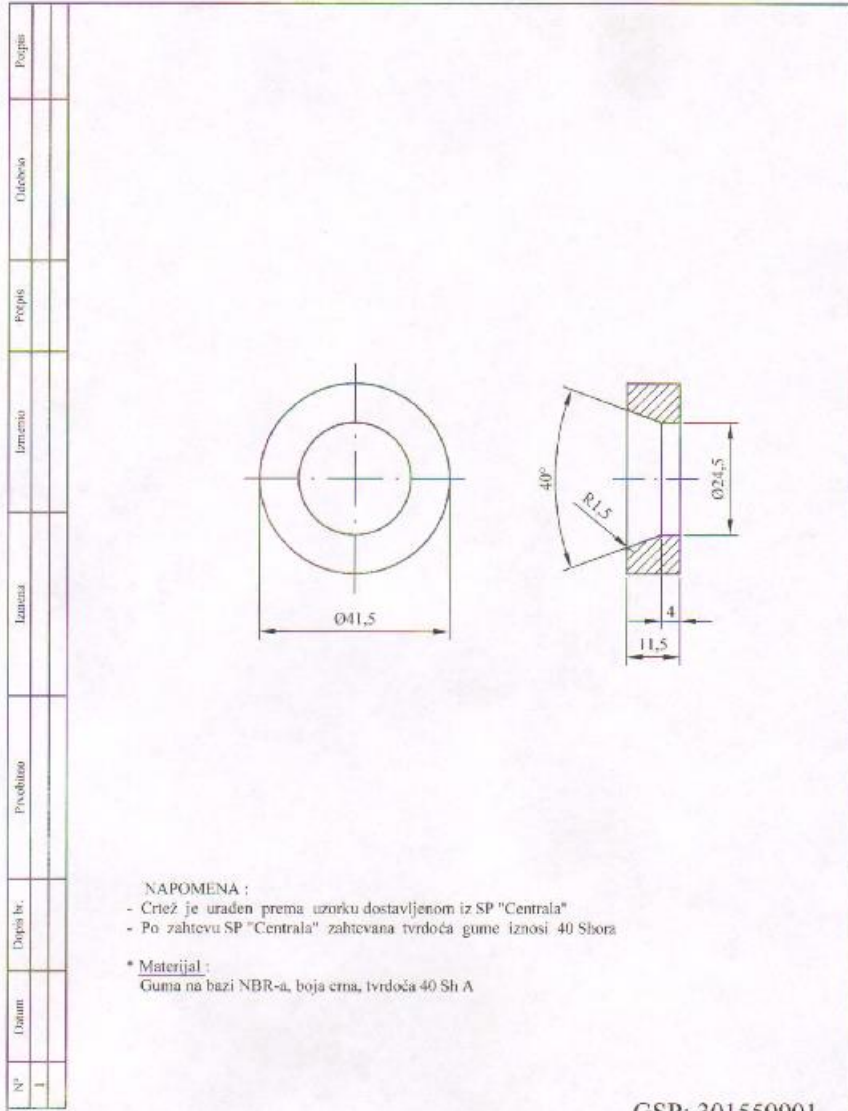 Potpis
Odobrio
Potpis
Izmenio
Izmena
Prvobitno
Dopis br.
Datum
N°
1
40°
R1,5
Ø24,5
Ø41,5
4
11,5
NAPOMENA :
- Crtež je urađen prema uzorku dostavljenom iz SP "Centrala"
- Po zahtevu SP "Centrala" zahtevana tvrdoća gume iznosi 40 Shora
* Materijal :
Guma na bazi NBR-a, boja crna, tvrdoća 40 Sh A